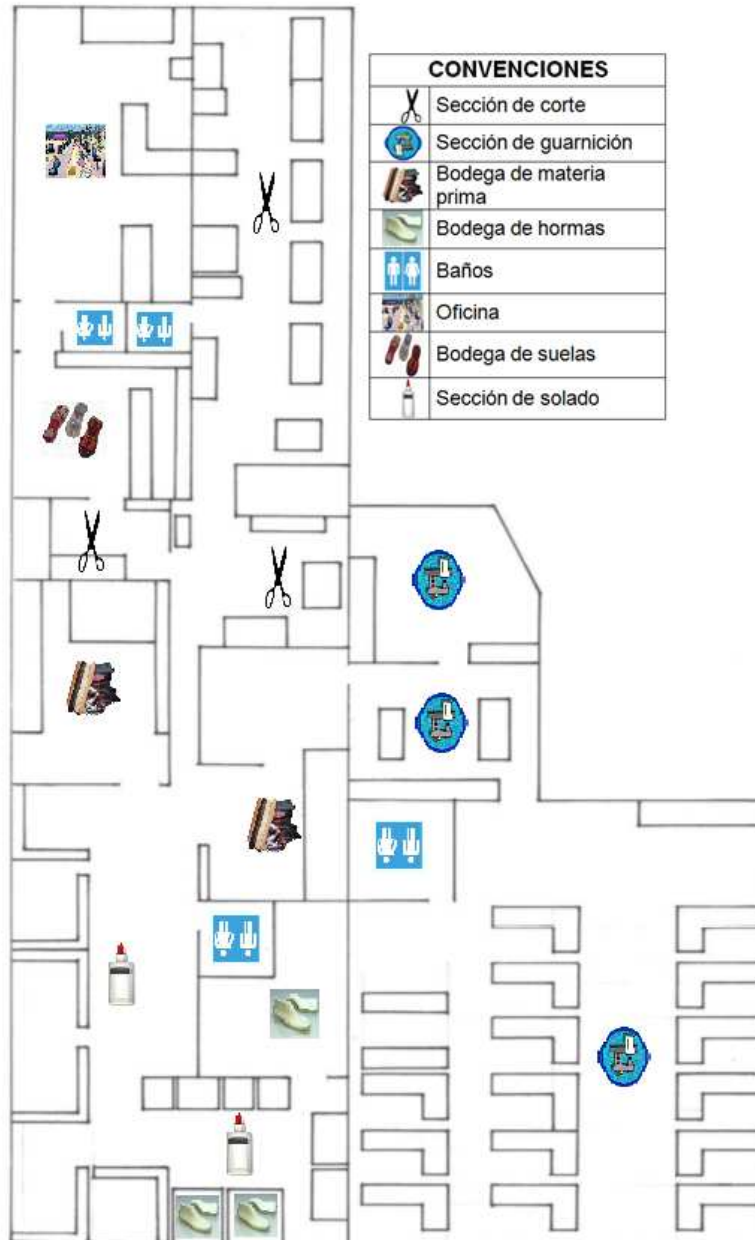 CONVENCIONES
Sección de corte
Sección de guarnición
Bodega de materia
prima
Bodega de hormas
Baños
Oficina
Bodega de suelas
Sección de solado